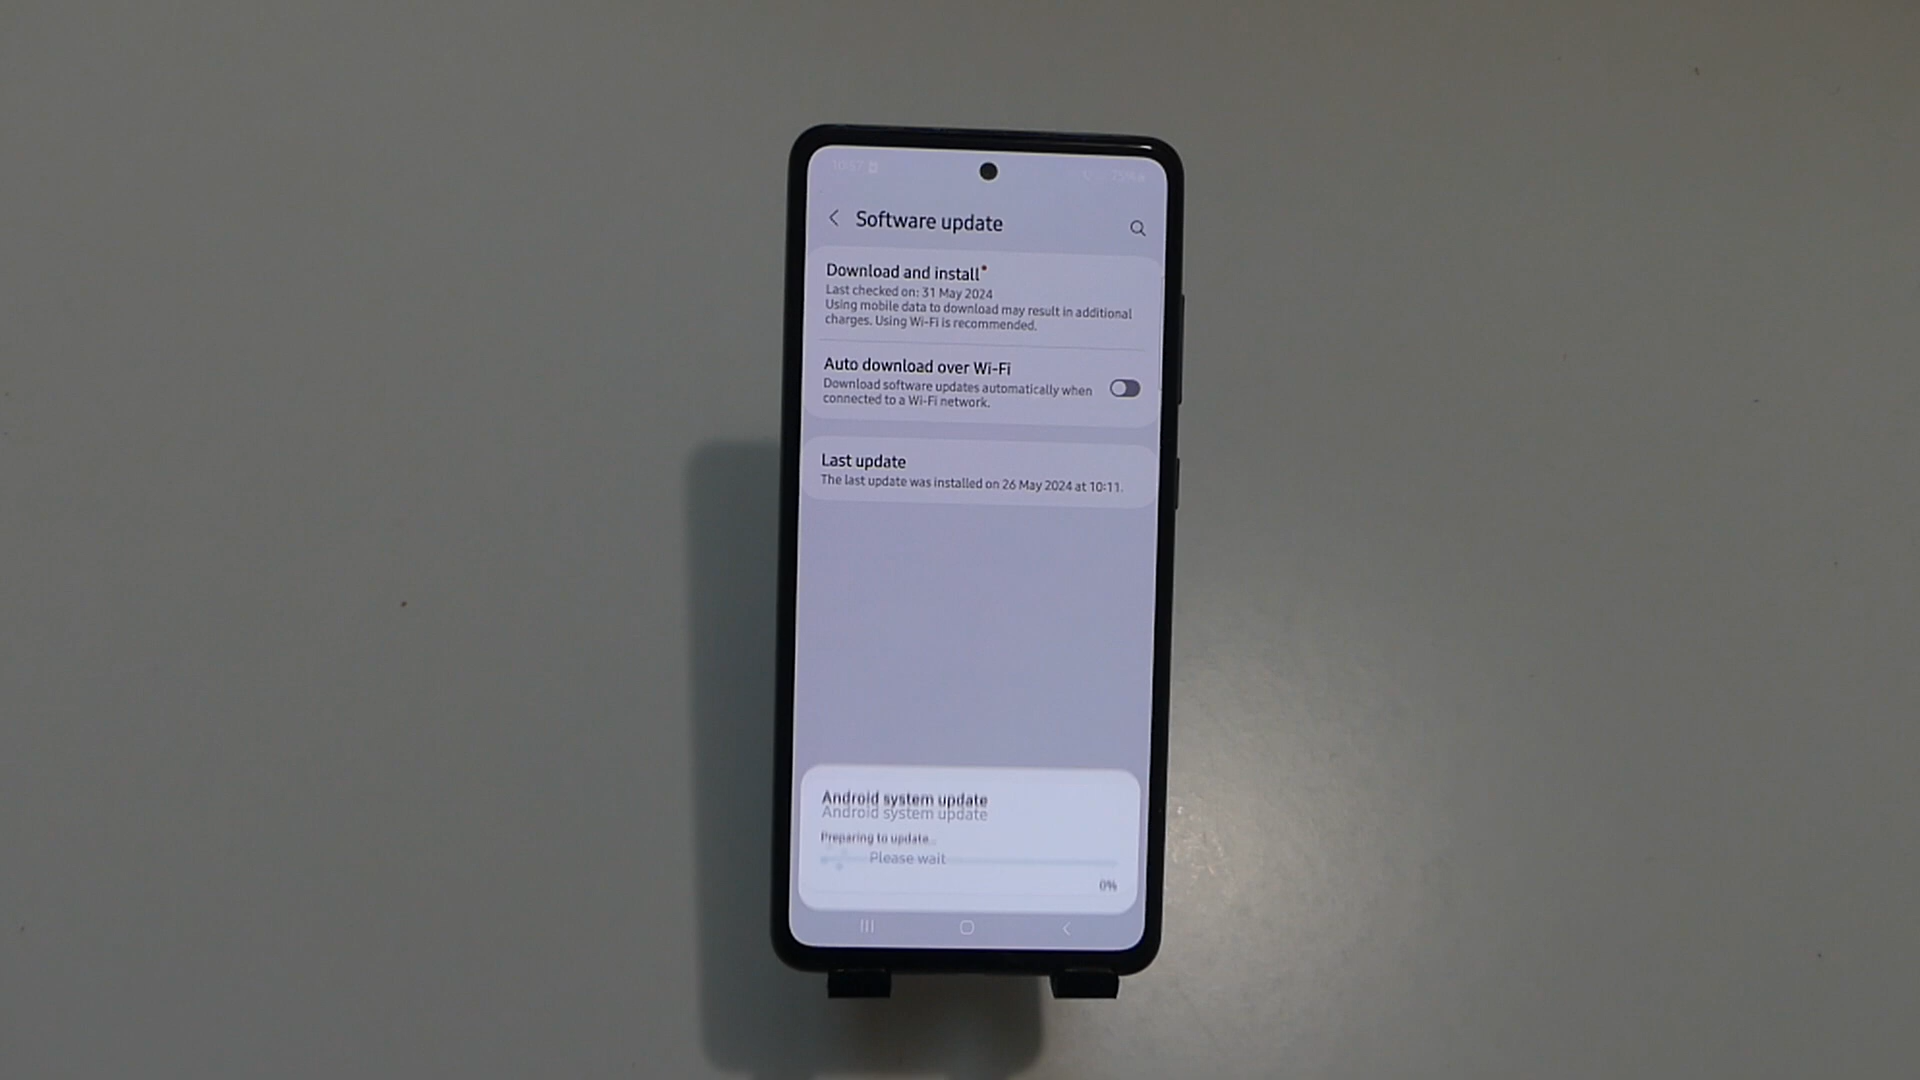 10:57
Software update
Download and install
Last checked on: 31 May 2024
Using mobile data to download may result in additional
charges. Using Wi-Fi is recommended.
Auto download over Wi-Fi
Download software updates automatically when
connected to a Wi-Fi network.
Last update
The last update was installed on 26 May 2024 at 10:11.
Android system update
Android system update
Preparing to update...
Please wait
0%